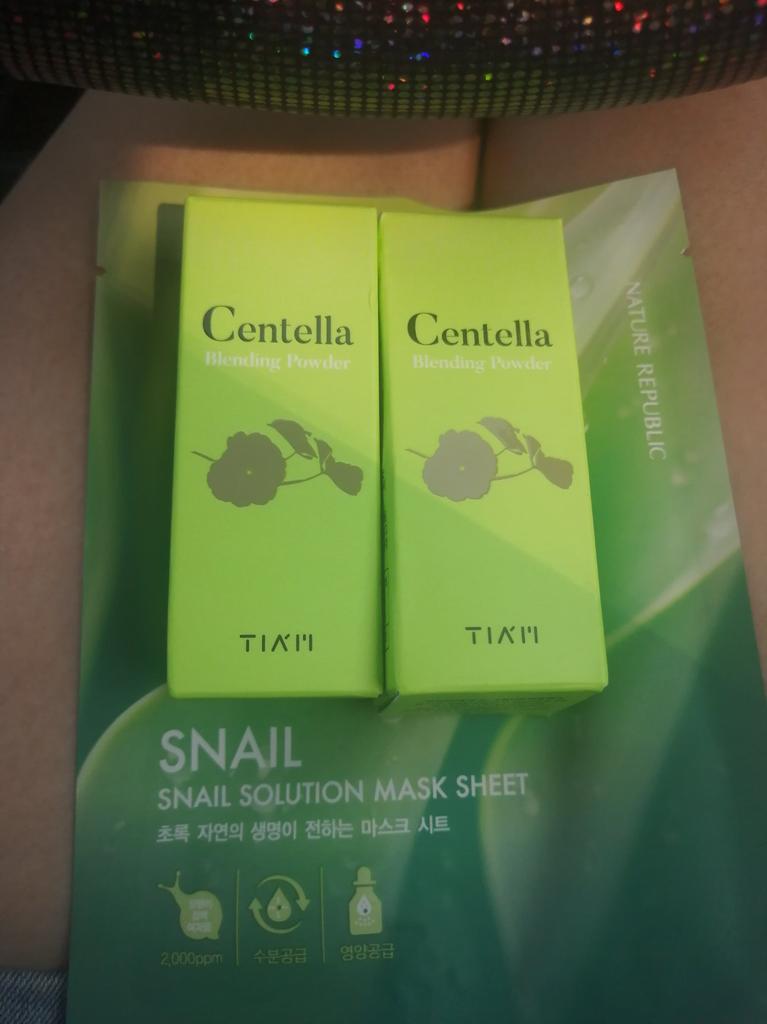 Centella
Blending Powder
TIA'M
Centella
Blending Powder
TIA'M
NATURE REPUBLIC
SNAIL
SNAIL SOLUTION MASK SHEET
초록 자연의 생명이 전하는 마스크 시트
2,000ppm
수분공급
영양공급